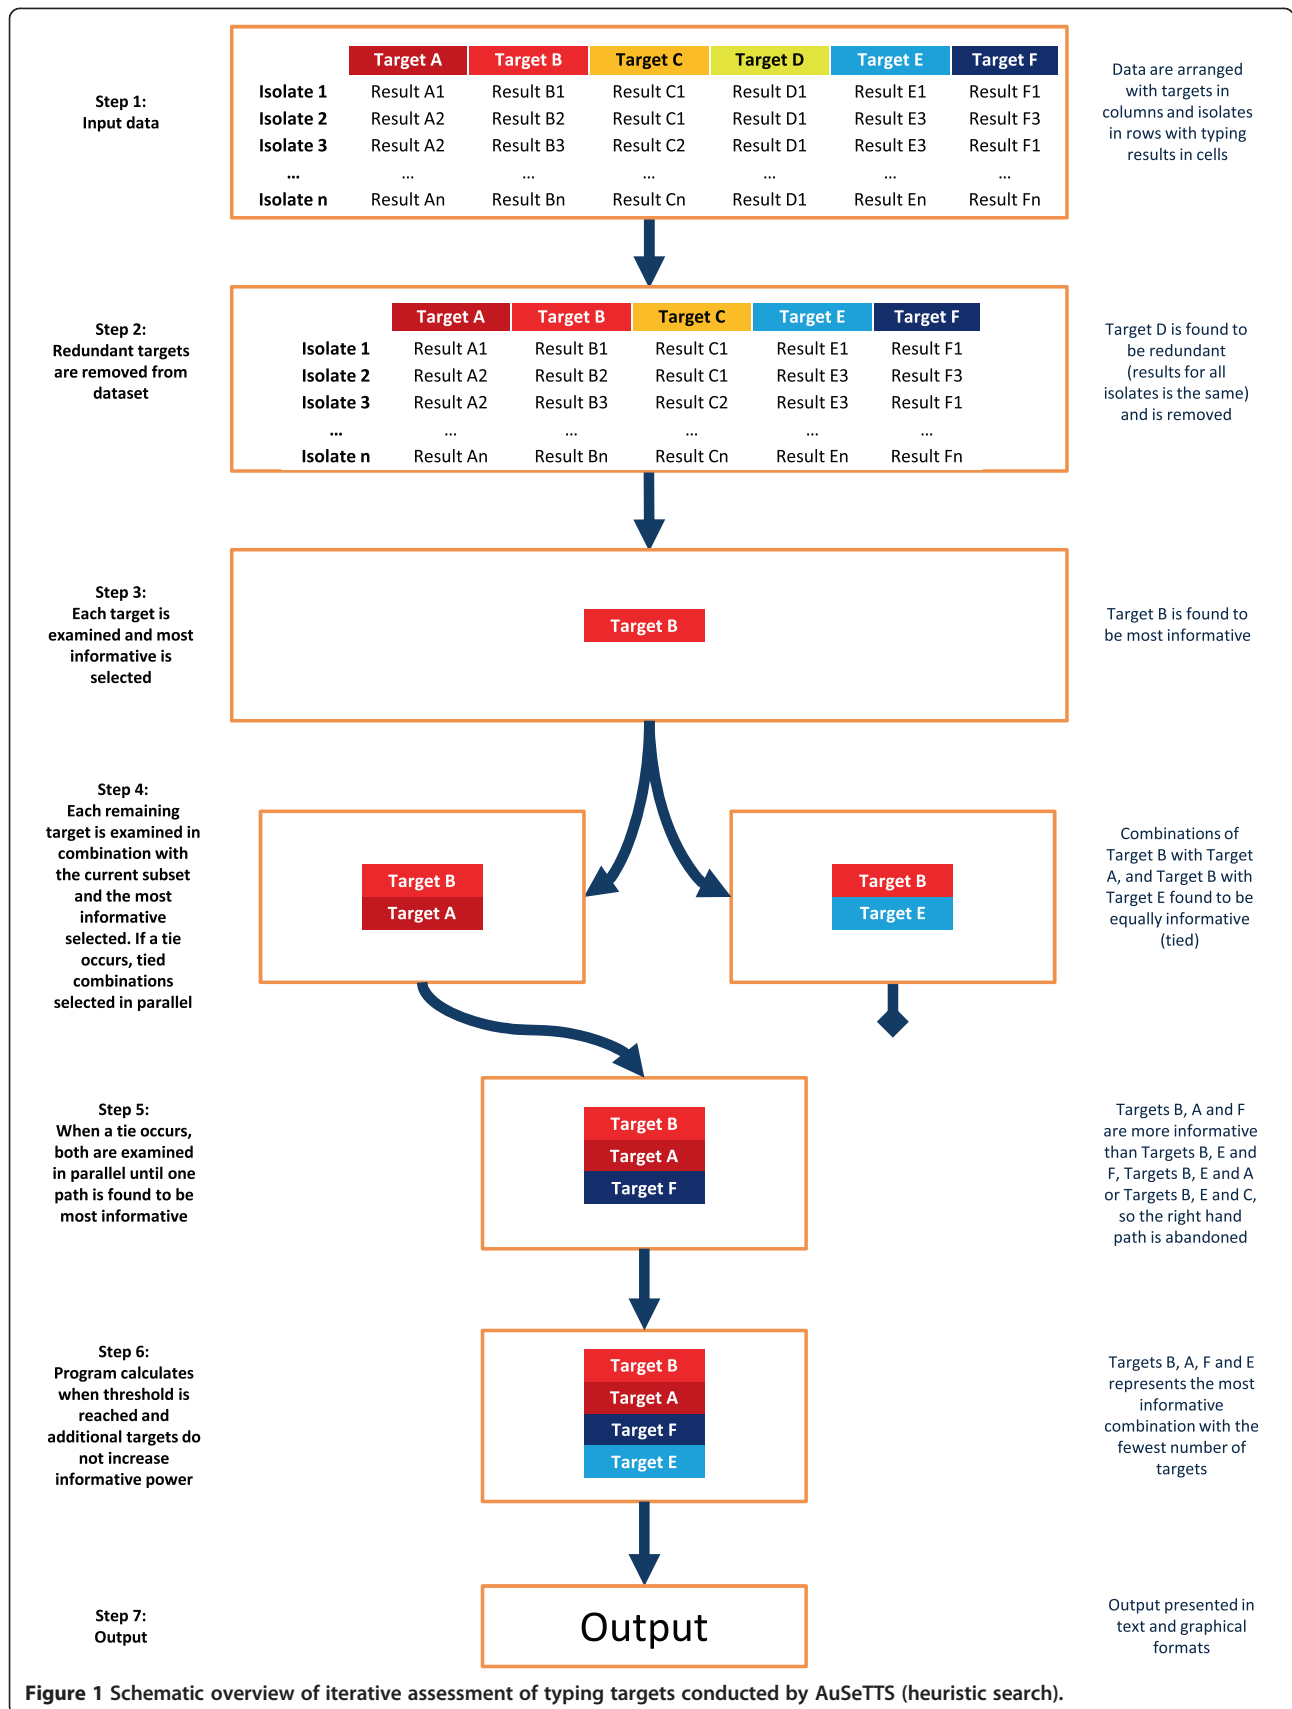 Step 1:
Input data
Target A Target B Target C Target D Target E Target F
Isolate 1 Result A1 Result B1 Result C1 Result D1 Result E1 Result F1
Isolate 2 Result A2 Result B2 Result C1 Result D1 Result E3 Result F3
Isolate 3 Result A2 Result B3 Result C2 Result D1 Result E3 Result F1
... ... ... ... ... ... ...
Isolate n Result An Result Bn Result Cn Result D1 Result En Result Fn
Data are arranged
with targets in
columns and isolates
in rows with typing
results in cells
Step 2:
Redundant targets
are removed from
dataset
Target A Target B Target C Target E Target F
Isolate 1 Result A1 Result B1 Result C1 Result E1 Result F1
Isolate 2 Result A2 Result B2 Result C1 Result E3 Result F3
Isolate 3 Result A2 Result B3 Result C2 Result E3 Result F1
... ... ... ... ... ...
Isolate n Result An Result Bn Result Cn Result En Result Fn
Target D is found to
be redundant
(results for all
isolates is the same)
and is removed
Step 3:
Each target is
examined and most
informative is
selected
Target B
Target B is found to
be most informative
Step 4:
Each remaining
target is examined in
combination with
the current subset
and the most
informative
selected. If a tie
occurs, tied
combinations
selected in parallel
Target B
Target A
Target B
Target E
Combinations of
Target B with Target
A, and Target B with
Target E found to be
equally informative
(tied)
Step 5:
When a tie occurs,
both are examined
in parallel until one
path is found to be
most informative
Target B
Target A
Target F
Targets B, A and F
are more informative
than Targets B, E and
F, Targets B, E and A
or Targets B, E and C,
so the right hand
path is abandoned
Step 6:
Program calculates
when threshold is
reached and
additional targets do
not increase
informative power
Target B
Target A
Target F
Target E
Targets B, A, F and E
represents the most
informative
combination with the
fewest number of
targets
Step 7:
Output
Output
Output presented in
text and graphical
formats
Figure 1 Schematic overview of iterative assessment of typing targets conducted by AuSeTTS (heuristic search).